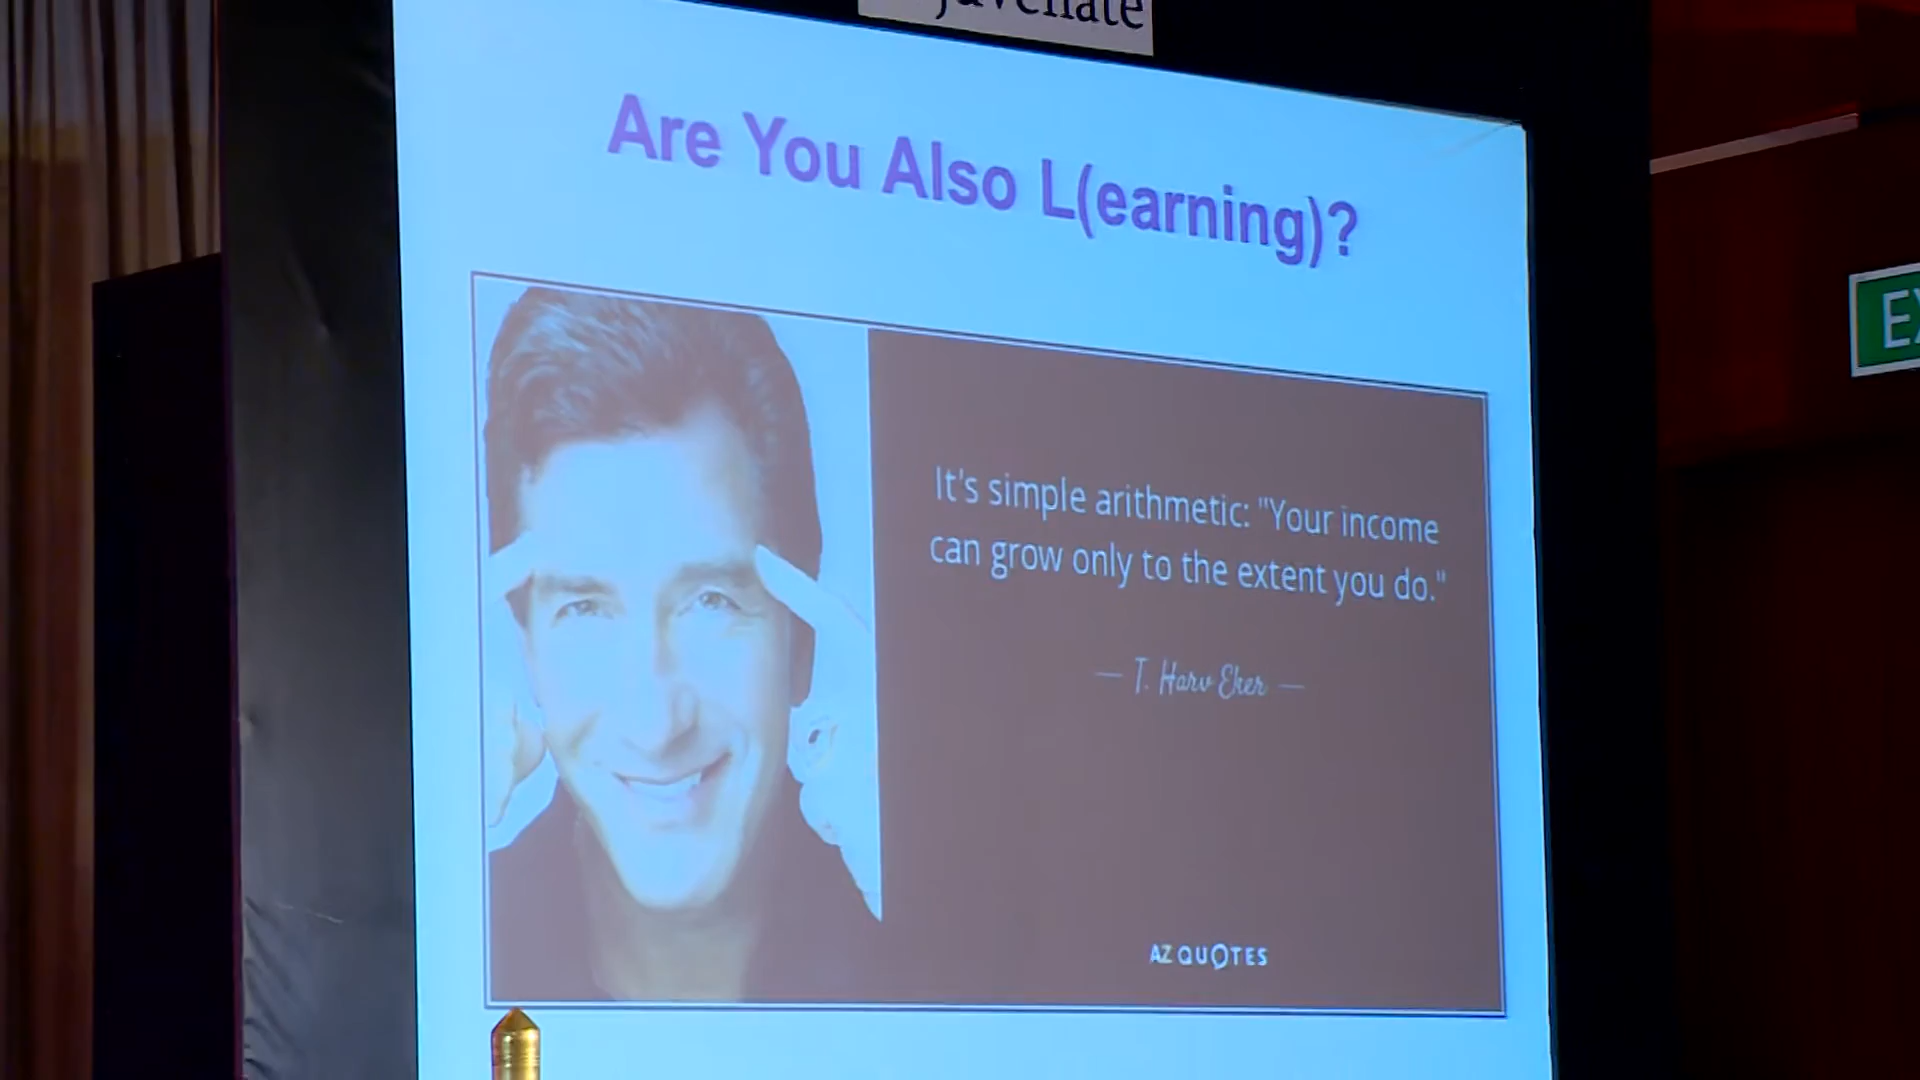 Are You Also L(earning)?
It's simple arithmetic: "Your income
can grow only to the extent you do."
— T. Harv Eker —
AZ QUOTES